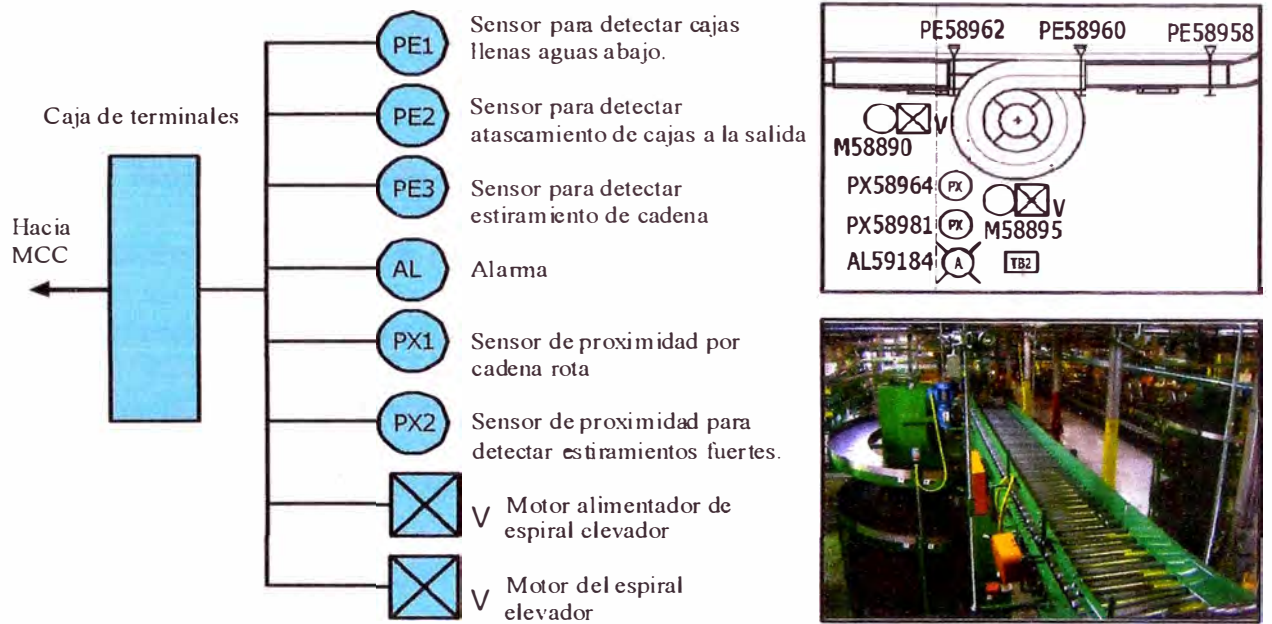 Caja de terminales
Hacia
MCC
PE1
Sensor para detectar cajas
llenas aguas abajo.
PE2
Sensor para detectar
atascamiento de cajas a la salida
PE3
Sensor para detectar
estiramiento de cadena
AL
Alarma
PX1
Sensor de proximidad por
cadena rota
PX2
Sensor de proximidad para
detectar estiramientos fuertes.
V Motor alimentador de
espiral elevador
V Motor del espiral
elevador
PE58962 PE58960 PE58958
V
M58890
PX58964 PX
V
PX58981 PX M58895
AL59184 A TB2